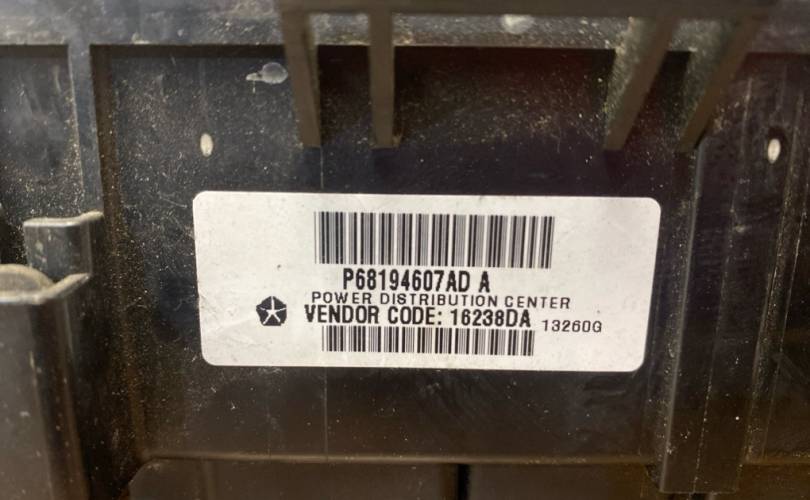 P68194607AD A
POWER DISTRIBUTION CENTER
VENDOR CODE: 16238DA 13260G